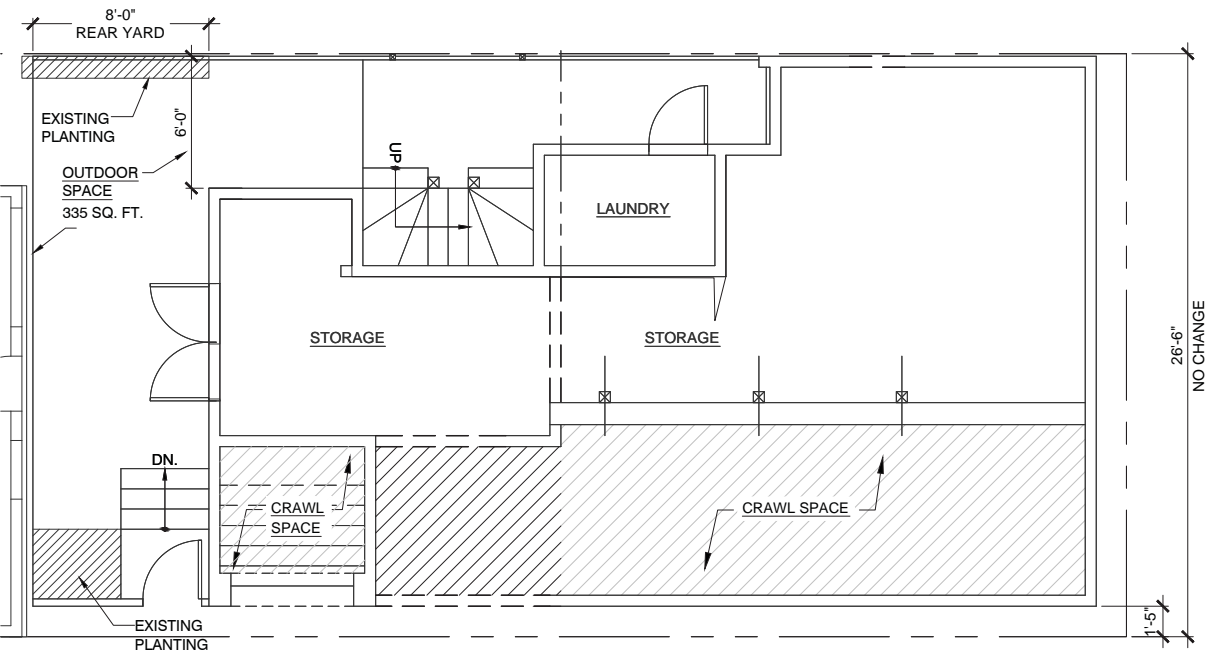 8'-0"
REAR YARD
EXISTING
PLANTING
6'-0"
OUTDOOR
SPACE
335 SQ. FT.
UP
LAUNDRY
STORAGE
STORAGE
26'-6"
NO CHANGE
DN.
CRAWL
SPACE
CRAWL SPACE
EXISTING
PLANTING
1'-5"